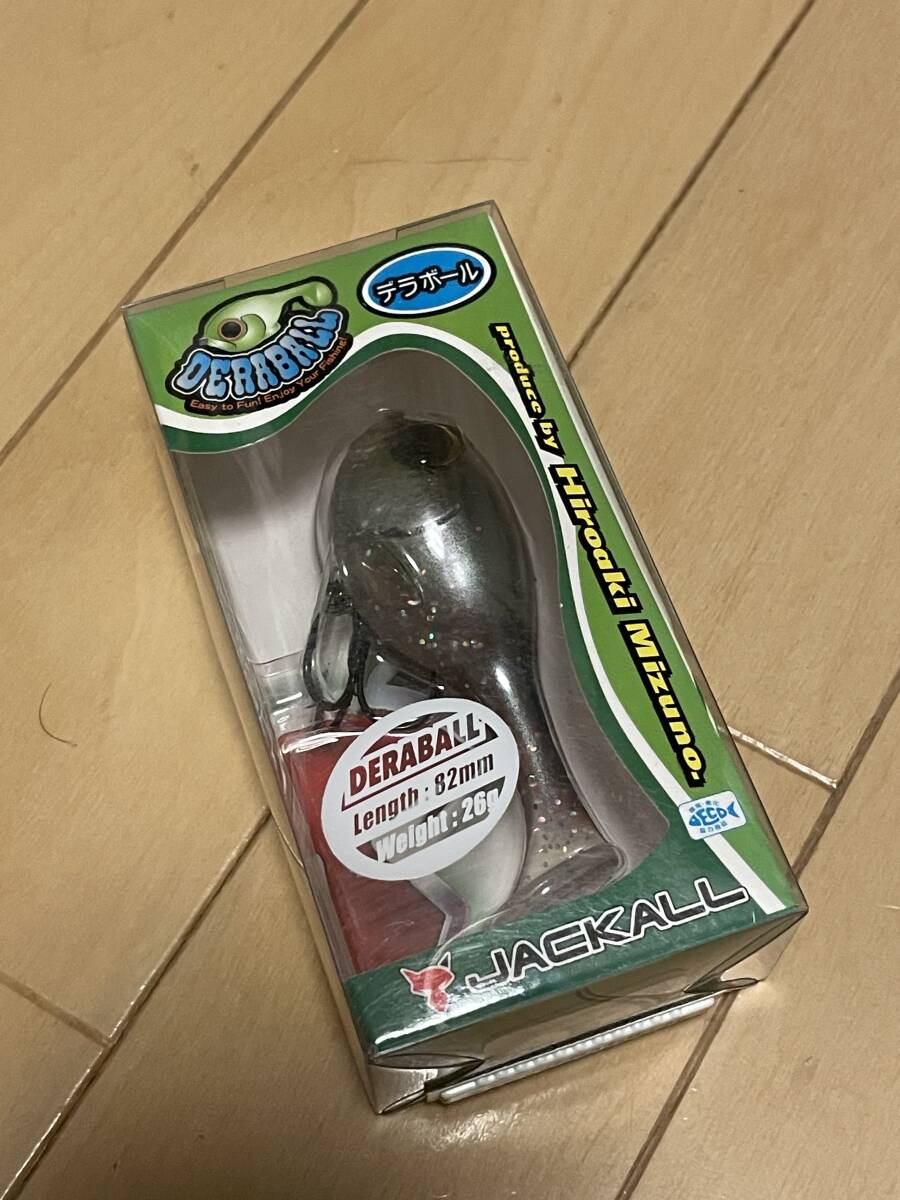 DERABALL
Easy to Fun! Enjoy Your Fishing!
デラボール
produce by Hiroaki Mizuno.
DERABALL
Length : 82mm
Weight : 26g
ECO
JACKALL